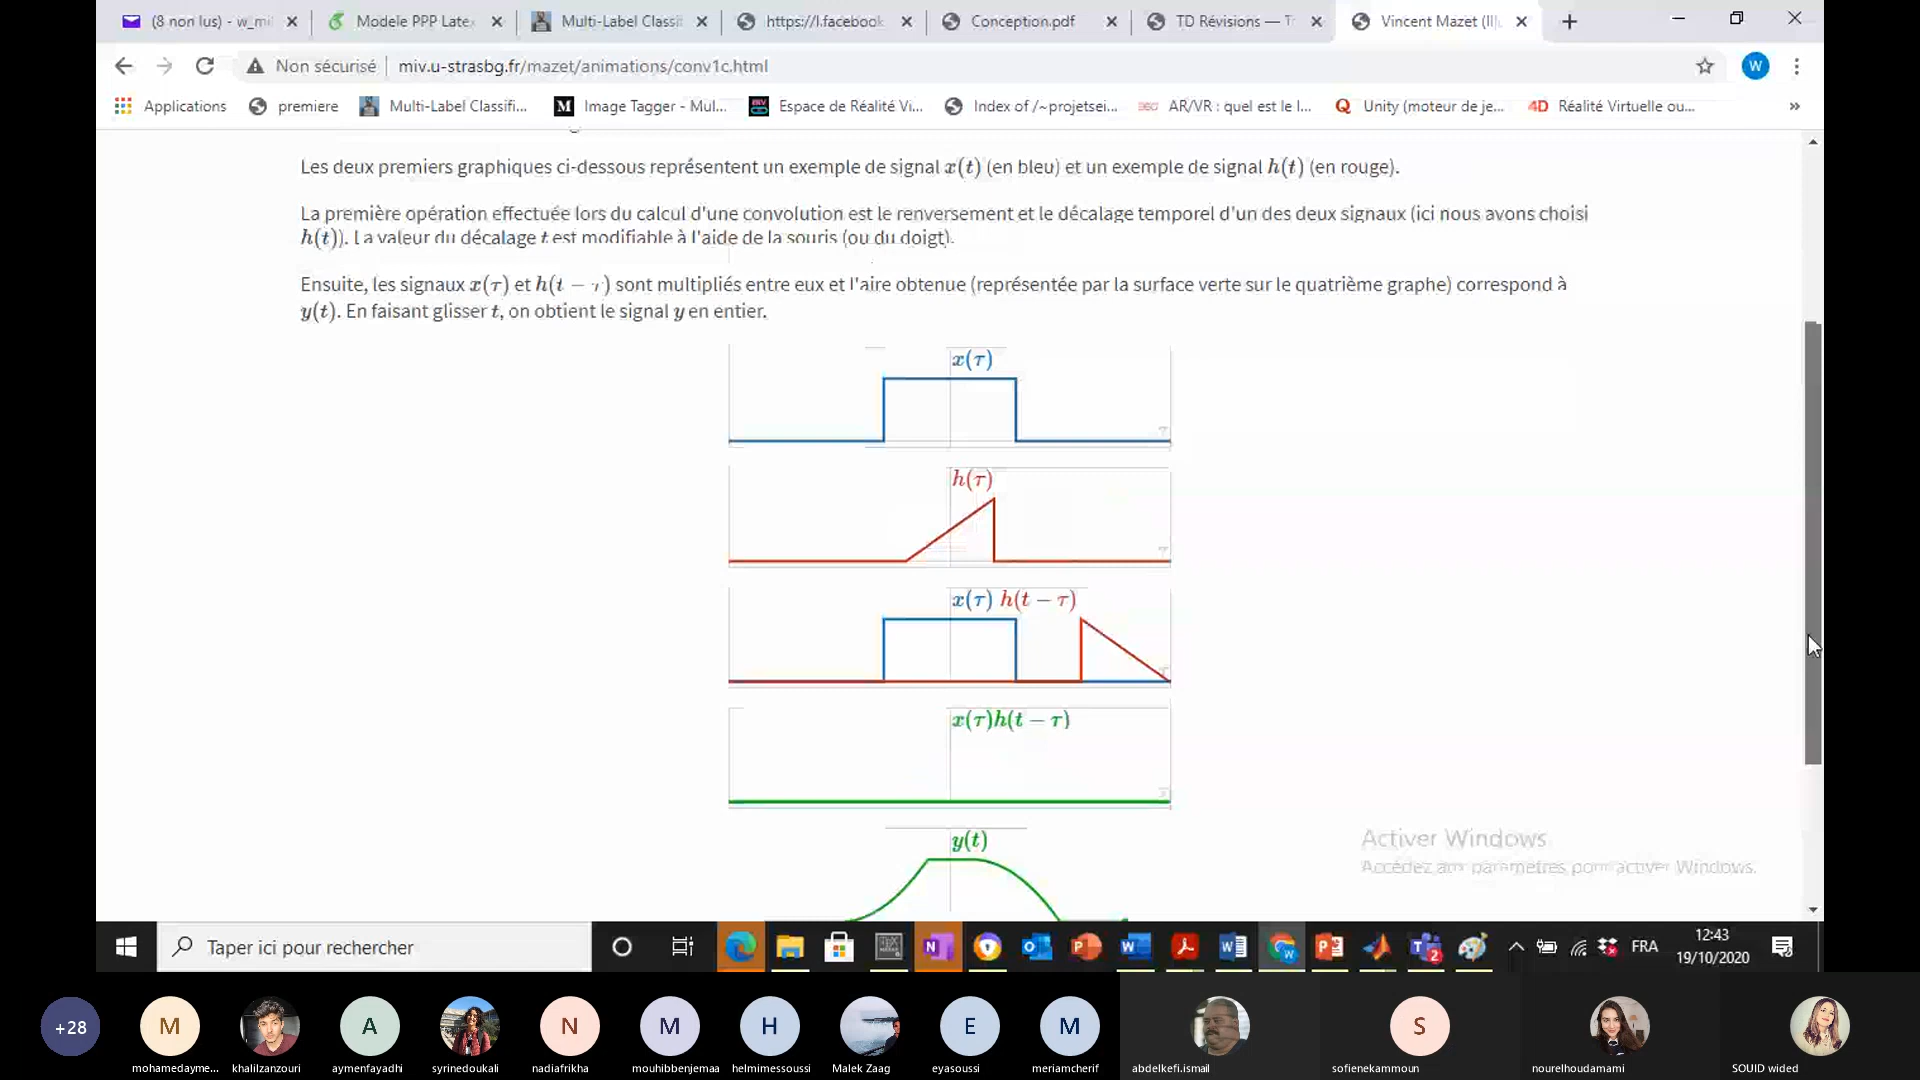 (8 non lus) - w_mi
Modele PPP Late
Multi-Label Classi
https://l.facebook
Conception.pdf
TD Révisions — T
Vincent Mazet (
Non sécurisé
miv.u-strasbg.fr/mazet/animations/conv1c.html
W
Applications
premiere
Multi-Label Classifi...
M
Image Tagger - Mul...
Espace de Réalité Vi...
Index of /~projetsei...
AR/VR : quel est le l...
Q
Unity (moteur de je...
4D
Réalité Virtuelle ou...
»
Les deux premiers graphiques ci-dessous représentent un exemple de signal x(t) (en bleu) et un exemple de signal h(t) (en rouge).
La première opération effectuée lors du calcul d'une convolution est le renversement et le décalage temporel d'un des deux signaux (ici nous avons choisi
h(t)). La valeur du décalage t est modifiable à l'aide de la souris (ou du doigt).
Ensuite, les signaux x(τ) et h(t − τ) sont multipliés entre eux et l'aire obtenue (représentée par la surface verte sur le quatrième graphe) correspond à
y(t). En faisant glisser t, on obtient le signal y en entier.
x(τ)
τ
h(τ)
τ
x(τ) h(t − τ)
τ
x(τ)h(t − τ)
τ
y(t)
Activer Windows
Accédez aux paramètres pour activer Windows.
Taper ici pour rechercher
FRA
12:43
19/10/2020
+28
M
A
N
M
H
E
M
S
mohamedayme...
khalilzanzouri
aymenfayadhi
syrinedoukali
nadiafrikha
mouhibbenjemaa
helmimessoussi
Malek Zaag
eyasoussi
meriamcherif
abdelkefi.ismail
sofienekammoun
nourelhoudamami
SOUID wided